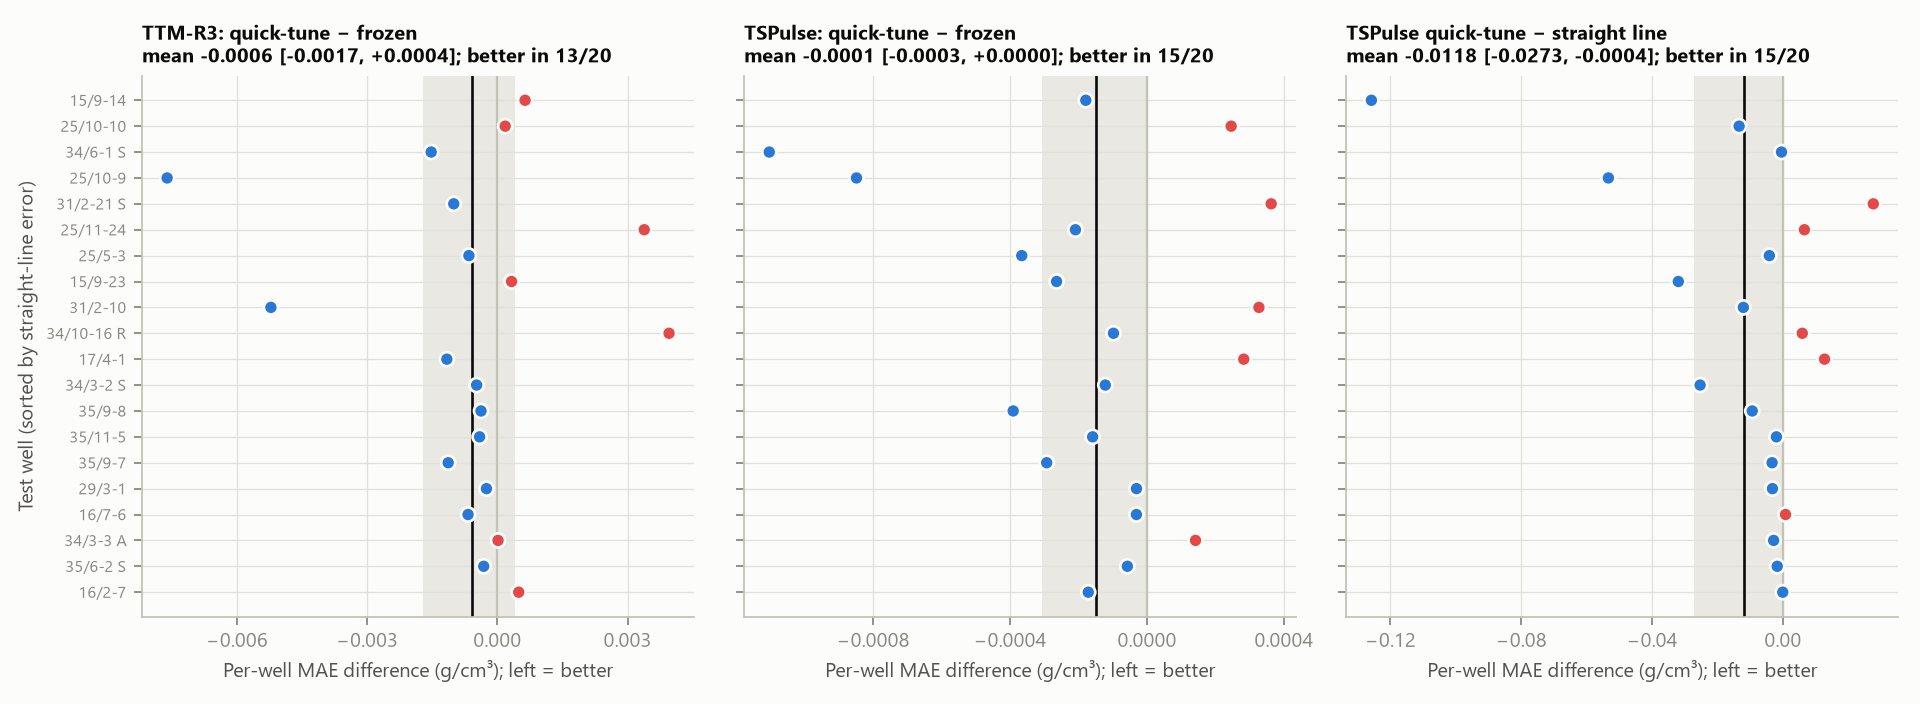 TTM-R3: quick-tune − frozen
mean -0.0006 [-0.0017, +0.0004]; better in 13/20
TSPulse: quick-tune − frozen
mean -0.0001 [-0.0003, +0.0000]; better in 15/20
TSPulse quick-tune − straight line
mean -0.0118 [-0.0273, -0.0004]; better in 15/20
Test well (sorted by straight-line error)
15/9-14
25/10-10
34/6-1 S
25/10-9
31/2-21 S
25/11-24
25/5-3
15/9-23
31/2-10
34/10-16 R
17/4-1
34/3-2 S
35/9-8
35/11-5
35/9-7
29/3-1
16/7-6
34/3-3 A
35/6-2 S
16/2-7
−0.006 −0.003 0.000 0.003
Per-well MAE difference (g/cm³); left = better
−0.0008 −0.0004 0.0000 0.0004
Per-well MAE difference (g/cm³); left = better
−0.12 −0.08 −0.04 0.00
Per-well MAE difference (g/cm³); left = better